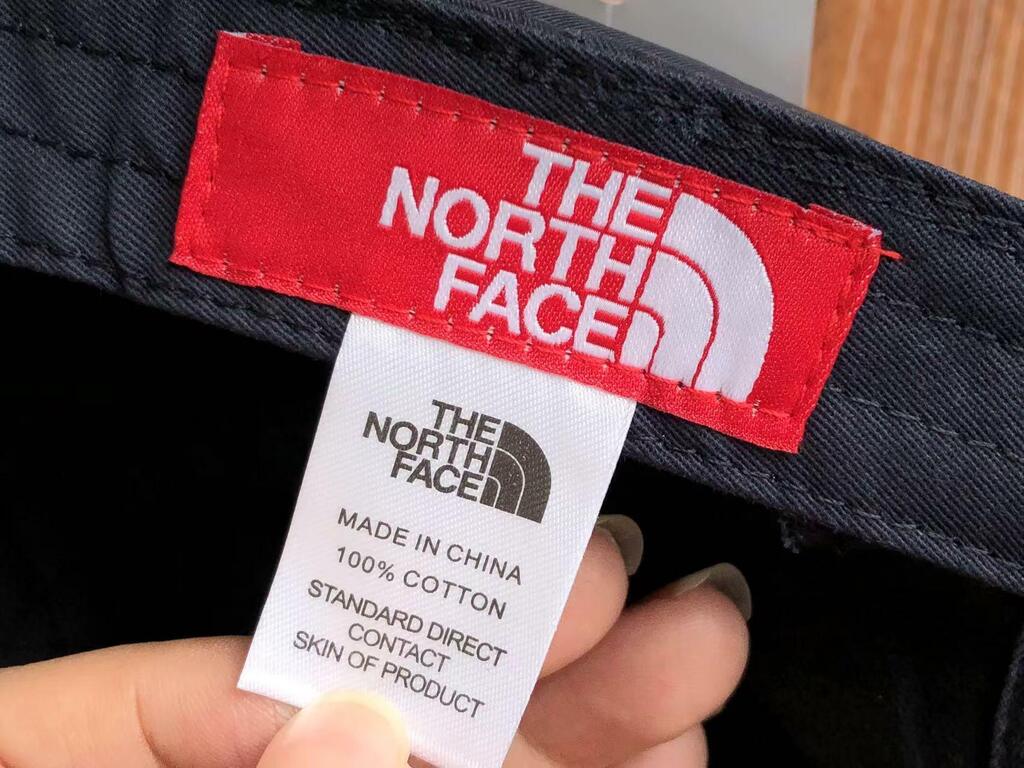 THE
NORTH
FACE
THE
NORTH
FACE
MADE IN CHINA
100% COTTON
STANDARD DIRECT
CONTACT
SKIN OF PRODUCT